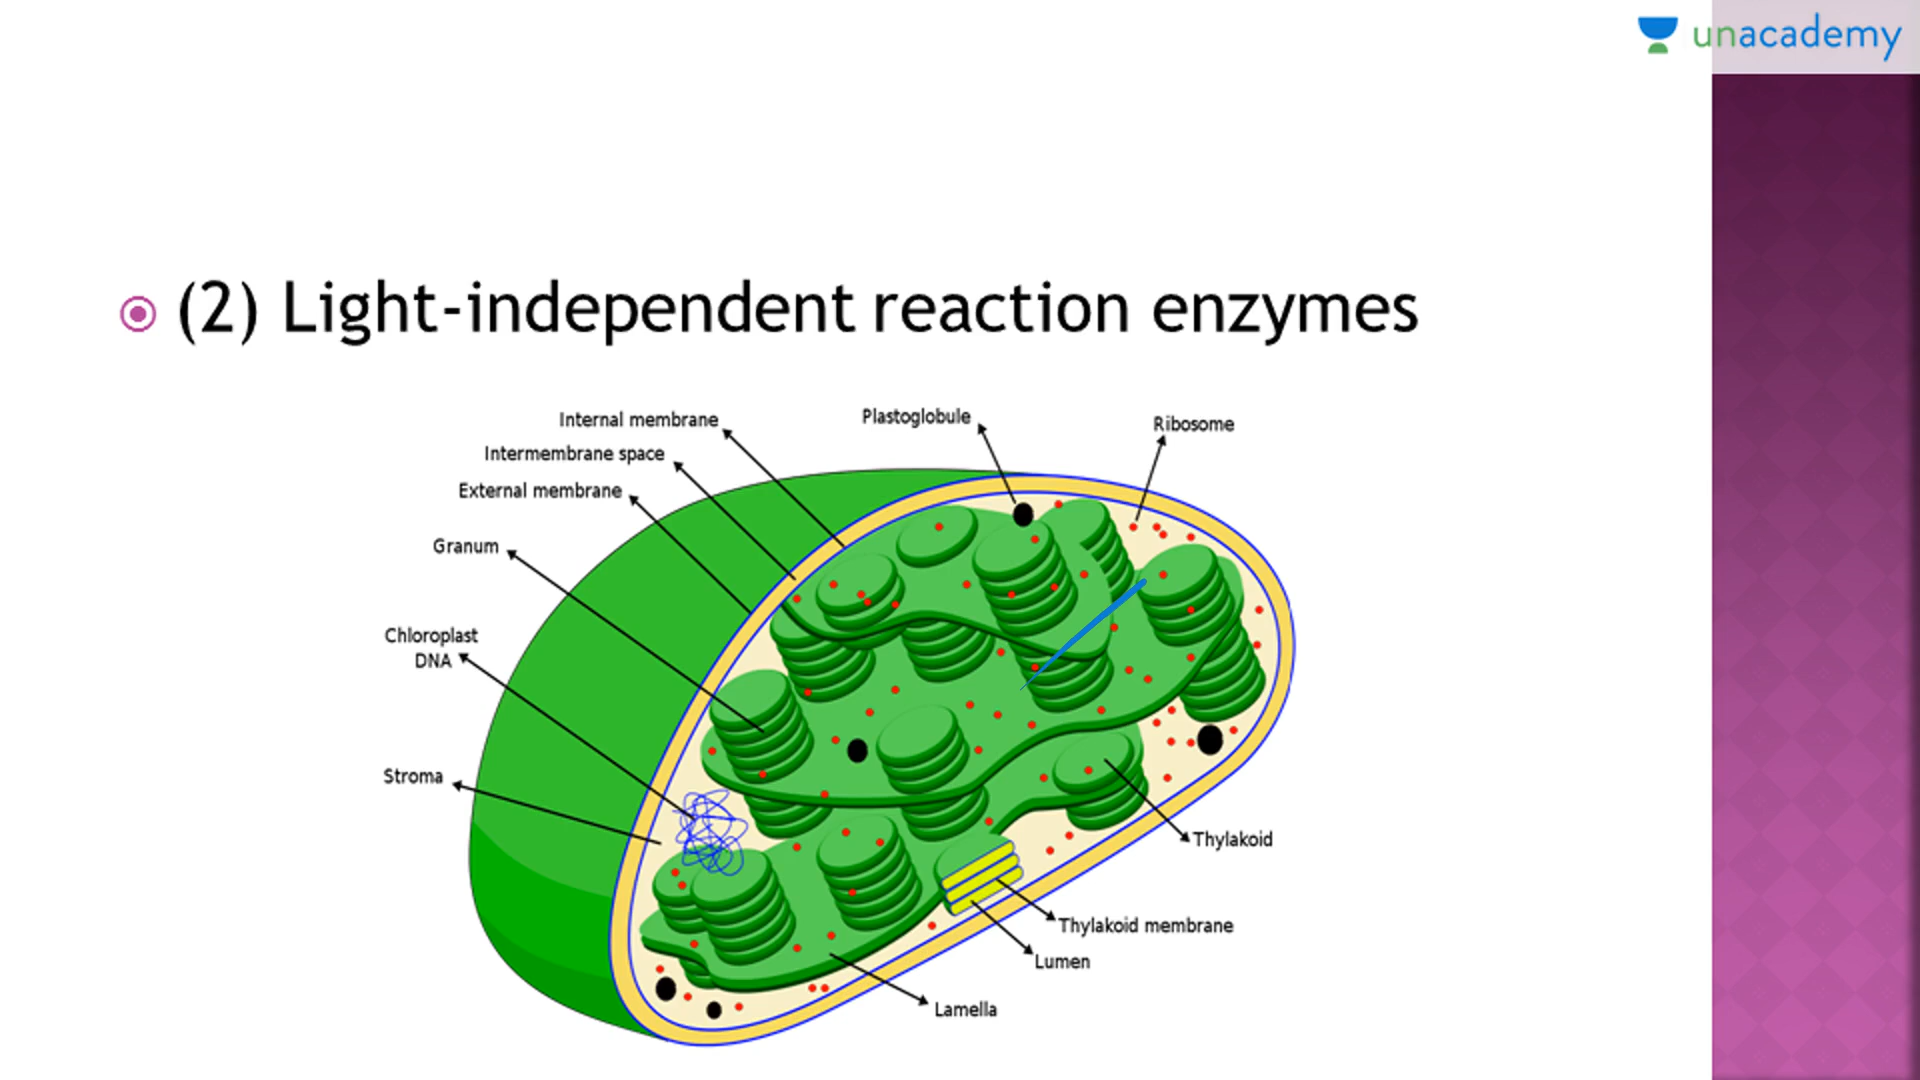 unacademy
(2) Light-independent reaction enzymes
Internal membrane
Plastoglobule
Ribosome
Intermembrane space
External membrane
Granum
Chloroplast
DNA
Stroma
Thylakoid
Thylakoid membrane
Lumen
Lamella